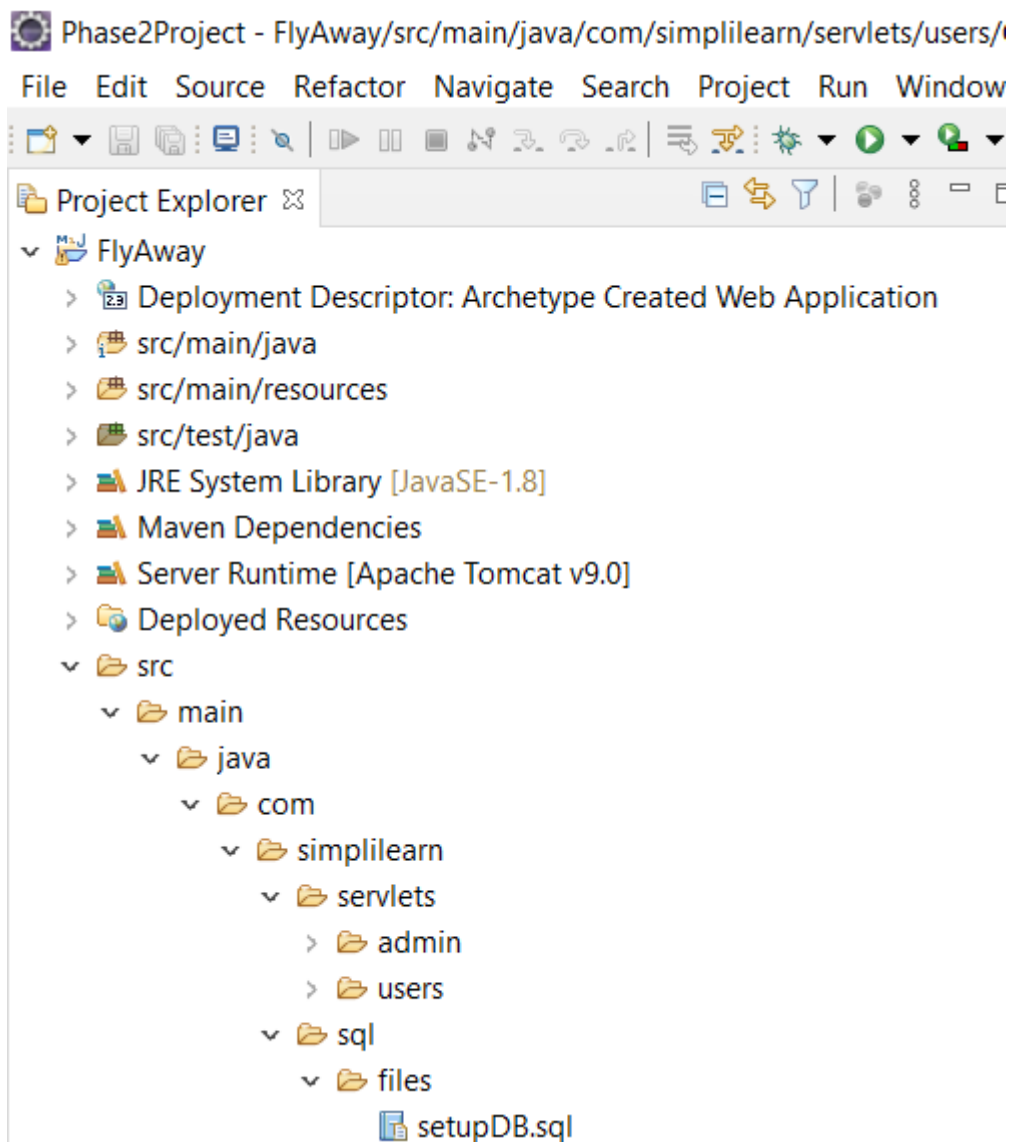 Phase2Project - FlyAway/src/main/java/com/simplilearn/servlets/users/
File Edit Source Refactor Navigate Search Project Run Window
Project Explorer
FlyAway
Deployment Descriptor: Archetype Created Web Application
src/main/java
src/main/resources
src/test/java
JRE System Library [JavaSE-1.8]
Maven Dependencies
Server Runtime [Apache Tomcat v9.0]
Deployed Resources
src
main
java
com
simplilearn
servlets
admin
users
sql
files
setupDB.sql